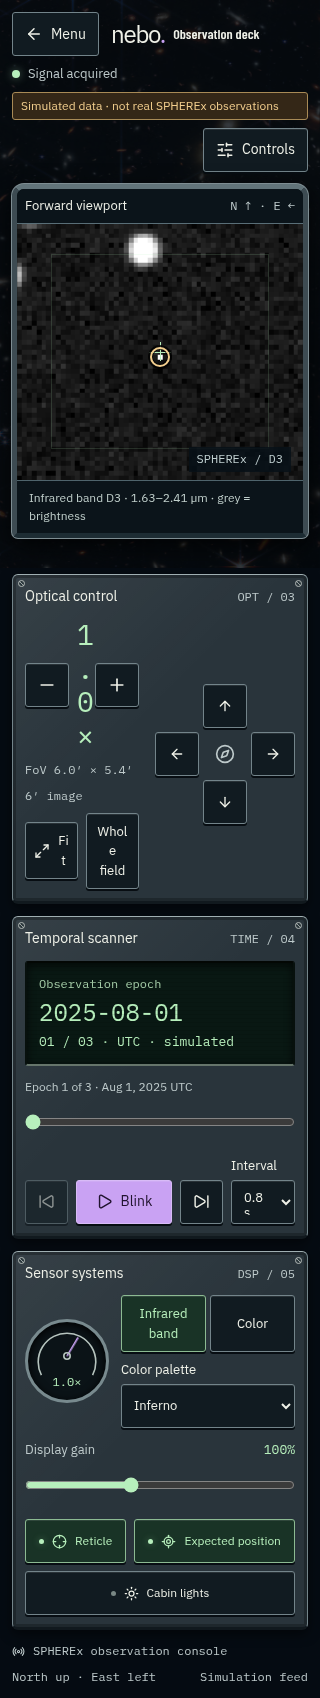 Menu
nebo. Observation deck
Signal acquired
Simulated data · not real SPHEREx observations
Controls
Forward viewport N ↑ · E ←
SPHEREx / D3
Infrared band D3 · 1.63–2.41 µm · grey =
brightness
Optical control OPT / 03
1
.
0
×
FoV 6.0′ × 5.4′
6′ image
Fi
t
Whol
e
field
Temporal scanner TIME / 04
Observation epoch
2025-08-01
01 / 03 · UTC · simulated
Epoch 1 of 3 · Aug 1, 2025 UTC
Interval
Blink
0.8
s
Sensor systems DSP / 05
Infrared
band
Color
1.0×
Color palette
Inferno
Display gain 100%
Reticle
Expected position
Cabin lights
SPHEREx observation console
North up · East left Simulation feed